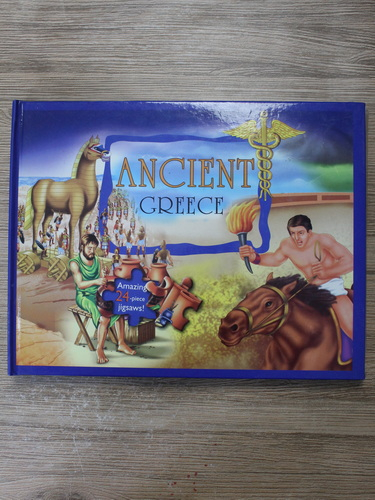 ANCIENT
GREECE
Amazing
24-piece
jigsaws!